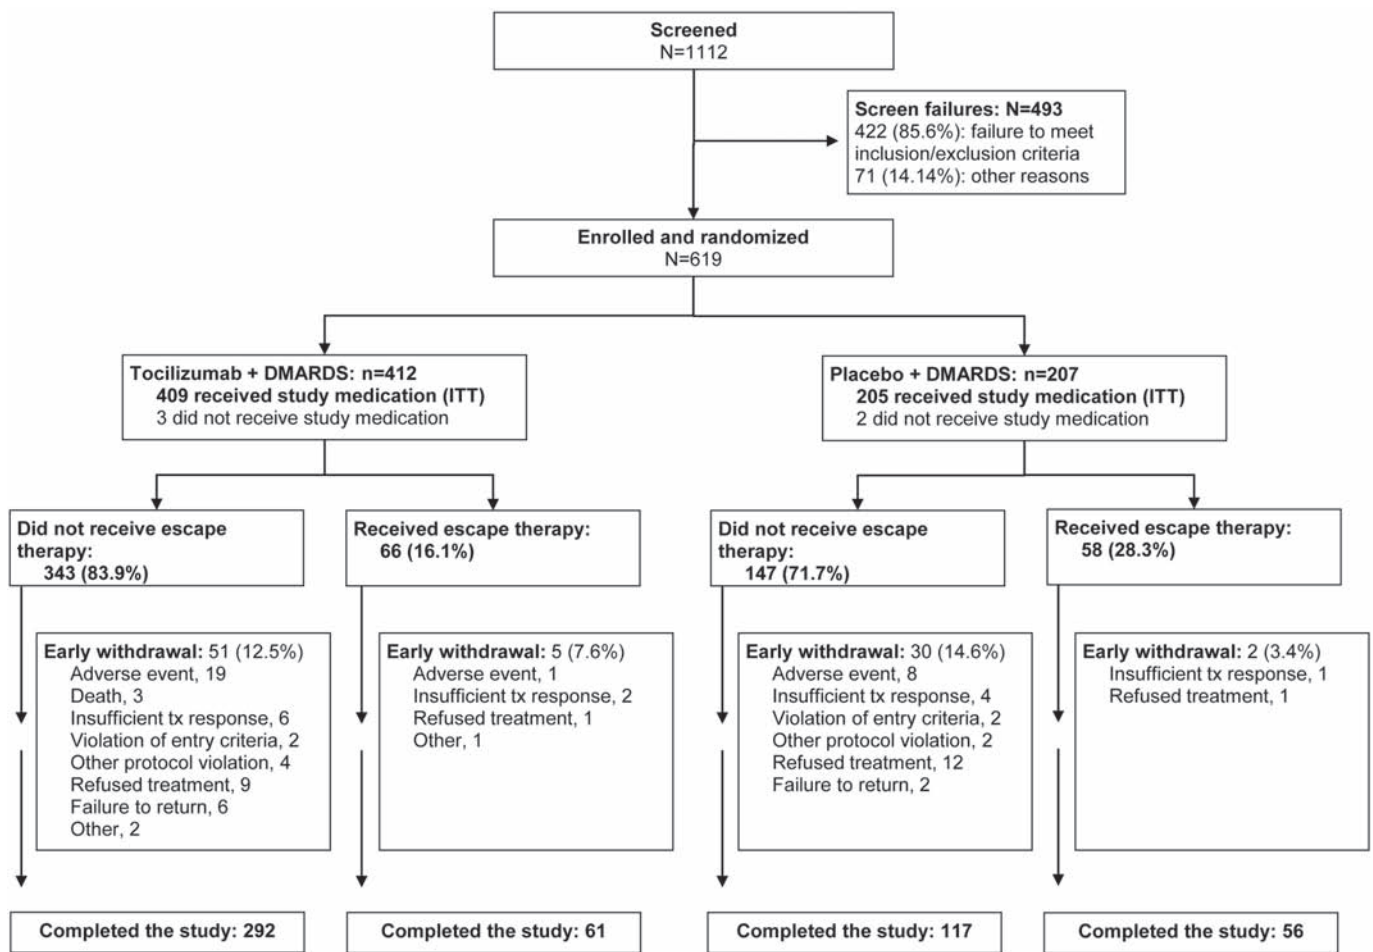 Screened
N=1112
Screen failures: N=493
422 (85.6%): failure to meet
inclusion/exclusion criteria
71 (14.14%): other reasons
Enrolled and randomized
N=619
Tocilizumab + DMARDS: n=412
409 received study medication (ITT)
3 did not receive study medication
Placebo + DMARDS: n=207
205 received study medication (ITT)
2 did not receive study medication
Did not receive escape
therapy:
343 (83.9%)
Received escape therapy:
66 (16.1%)
Did not receive escape
therapy:
147 (71.7%)
Received escape therapy:
58 (28.3%)
Early withdrawal: 51 (12.5%)
Adverse event, 19
Death, 3
Insufficient tx response, 6
Violation of entry criteria, 2
Other protocol violation, 4
Refused treatment, 9
Failure to return, 6
Other, 2
Early withdrawal: 5 (7.6%)
Adverse event, 1
Insufficient tx response, 2
Refused treatment, 1
Other, 1
Early withdrawal: 30 (14.6%)
Adverse event, 8
Insufficient tx response, 4
Violation of entry criteria, 2
Other protocol violation, 2
Refused treatment, 12
Failure to return, 2
Early withdrawal: 2 (3.4%)
Insufficient tx response, 1
Refused treatment, 1
Completed the study: 292
Completed the study: 61
Completed the study: 117
Completed the study: 56